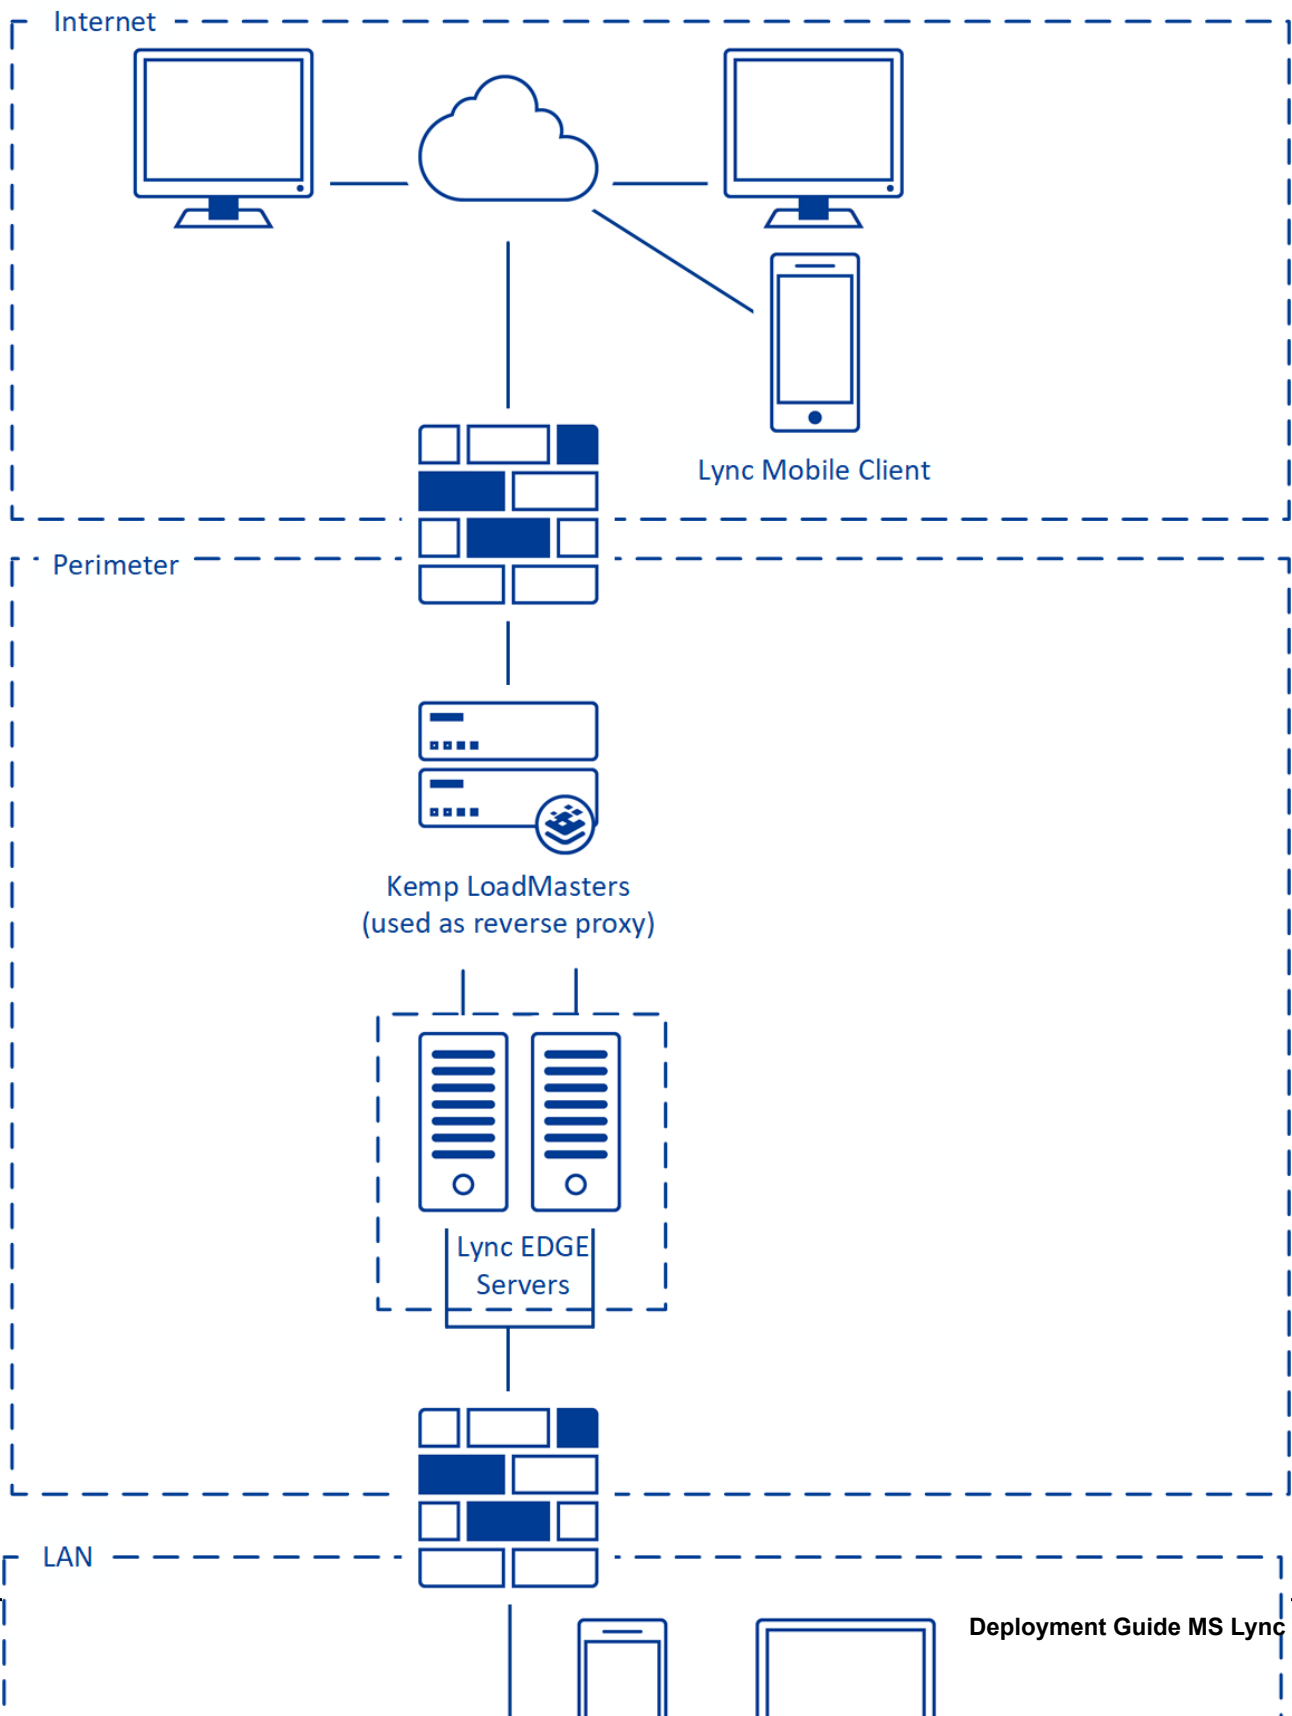 Internet
Lync Mobile Client
Perimeter
Kemp LoadMasters
(used as reverse proxy)
Lync EDGE
Servers
LAN
Deployment Guide MS Lync